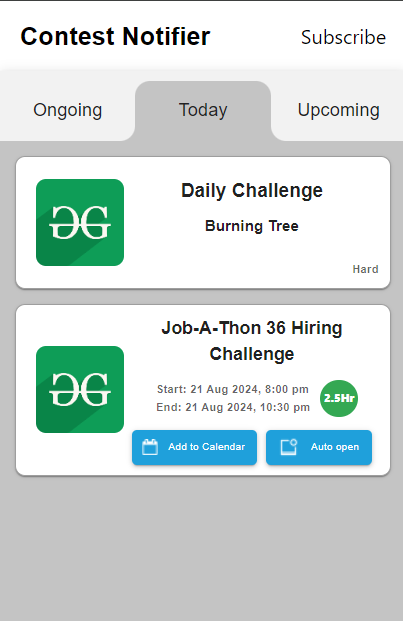 Contest Notifier
Subscribe
Ongoing
Today
Upcoming
Daily Challenge
Burning Tree
Hard
Job-A-Thon 36 Hiring
Challenge
Start: 21 Aug 2024, 8:00 pm
End: 21 Aug 2024, 10:30 pm
2.5Hr
Add to Calendar
Auto open